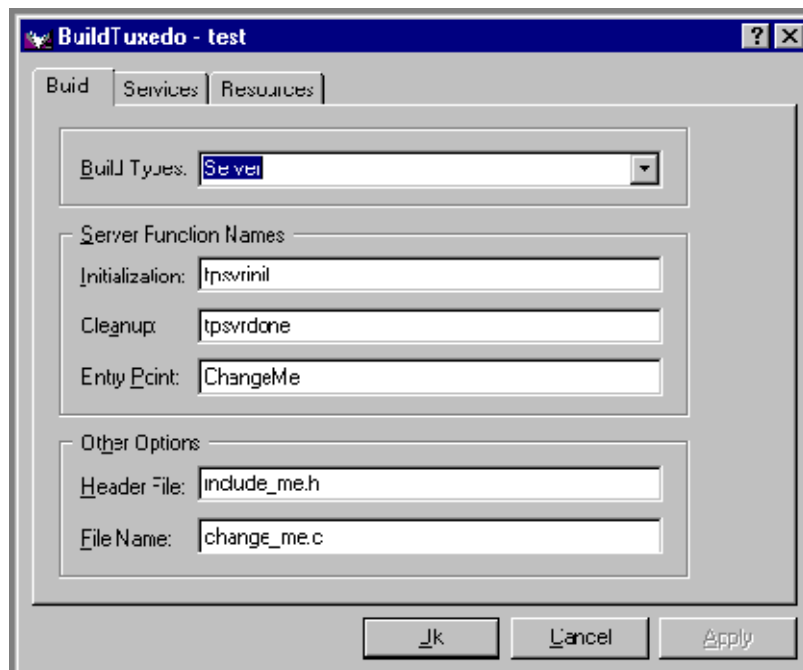 BuildTuxedo - test
Build Services Resources
Build Types: Server
Server Function Names
Initialization: tpsvrinit
Cleanup: tpsvrdone
Entry Point: ChangeMe
Other Options
Header File: include_me.h
File Name: change_me.c
Ok Cancel Apply